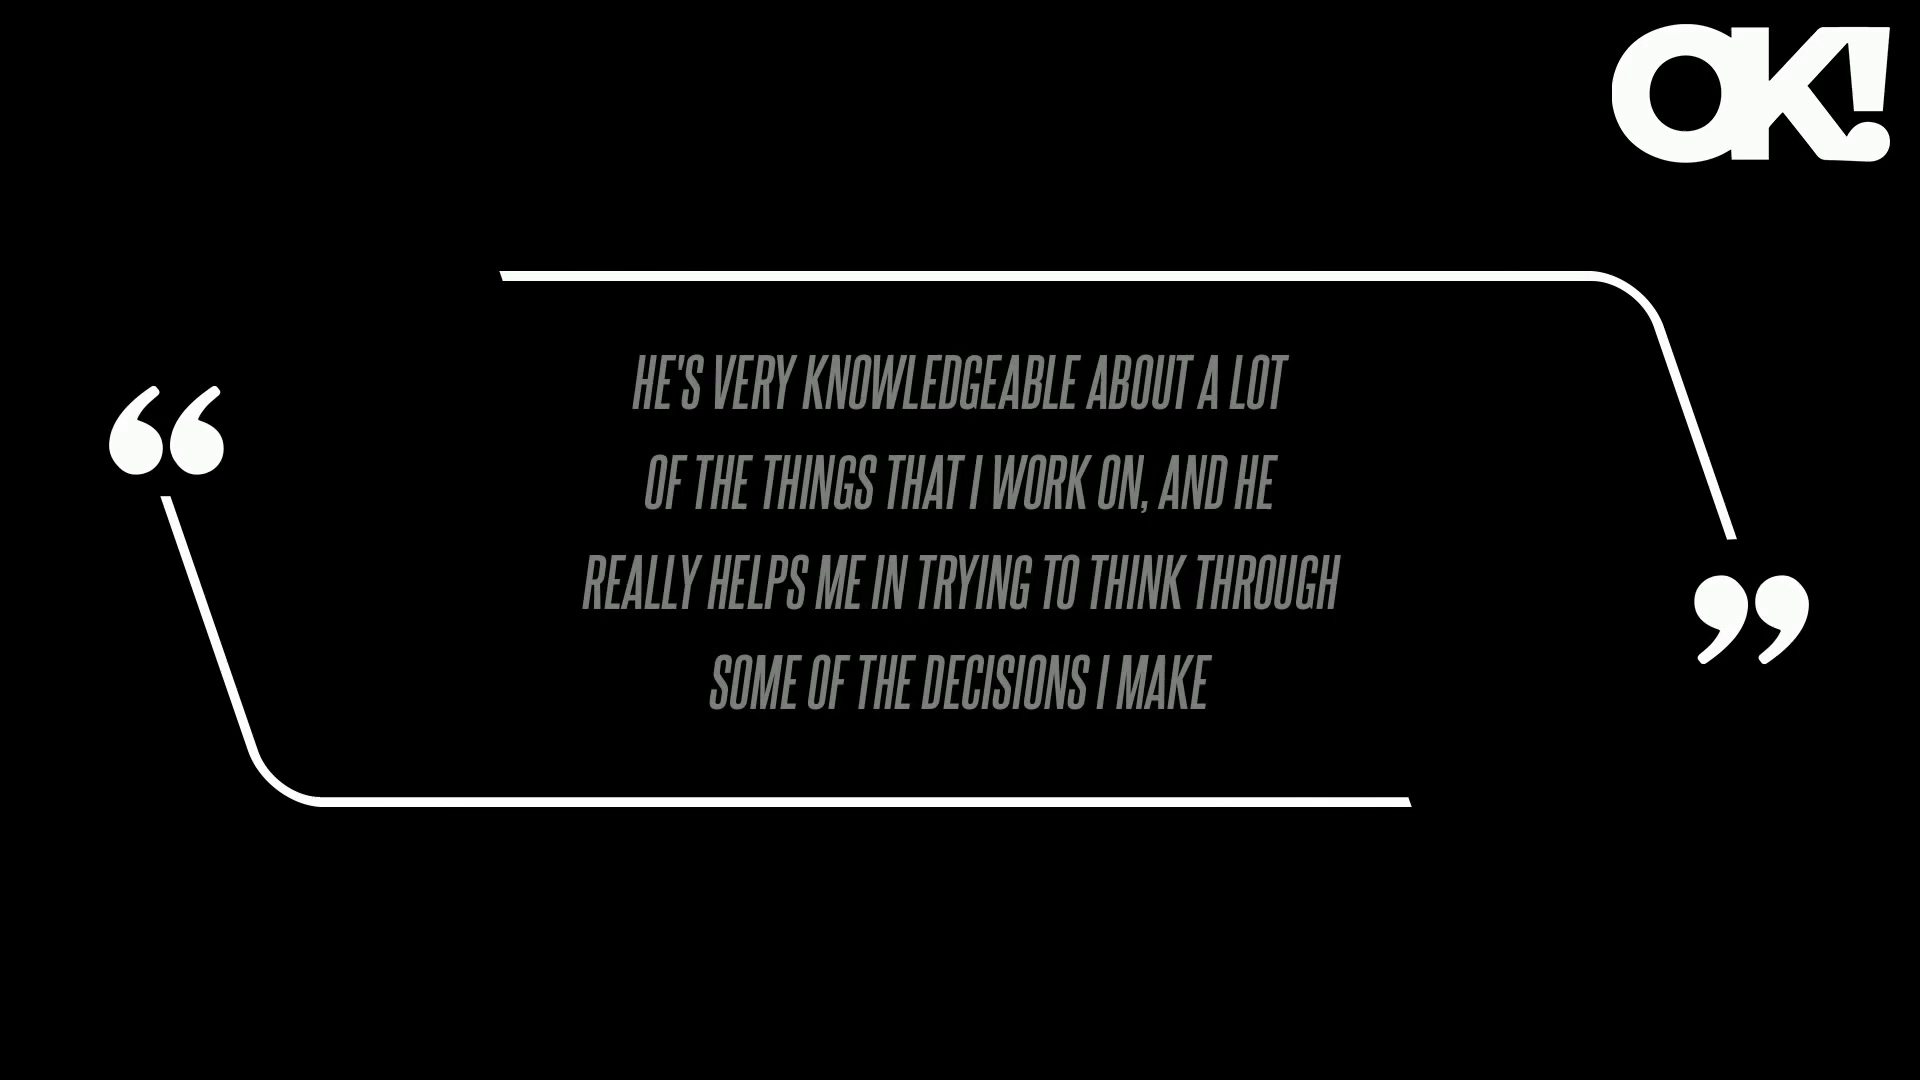 OK!
“
HE'S VERY KNOWLEDGEABLE ABOUT A LOT
OF THE THINGS THAT I WORK ON, AND HE
REALLY HELPS ME IN TRYING TO THINK THROUGH
SOME OF THE DECISIONS I MAKE
”